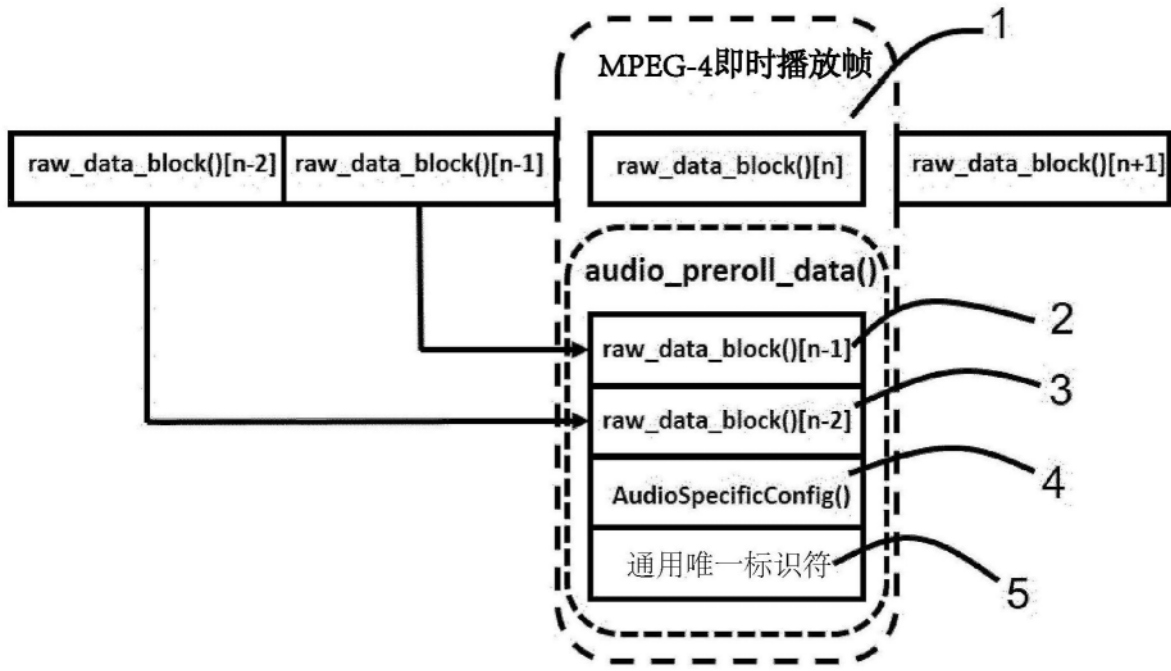 1
MPEG-4即时播放帧
raw_data_block()[n-2]
raw_data_block()[n-1]
raw_data_block()[n]
raw_data_block()[n+1]
audio_preroll_data()
raw_data_block()[n-1]
2
raw_data_block()[n-2]
3
AudioSpecificConfig()
4
通用唯一标识符
5